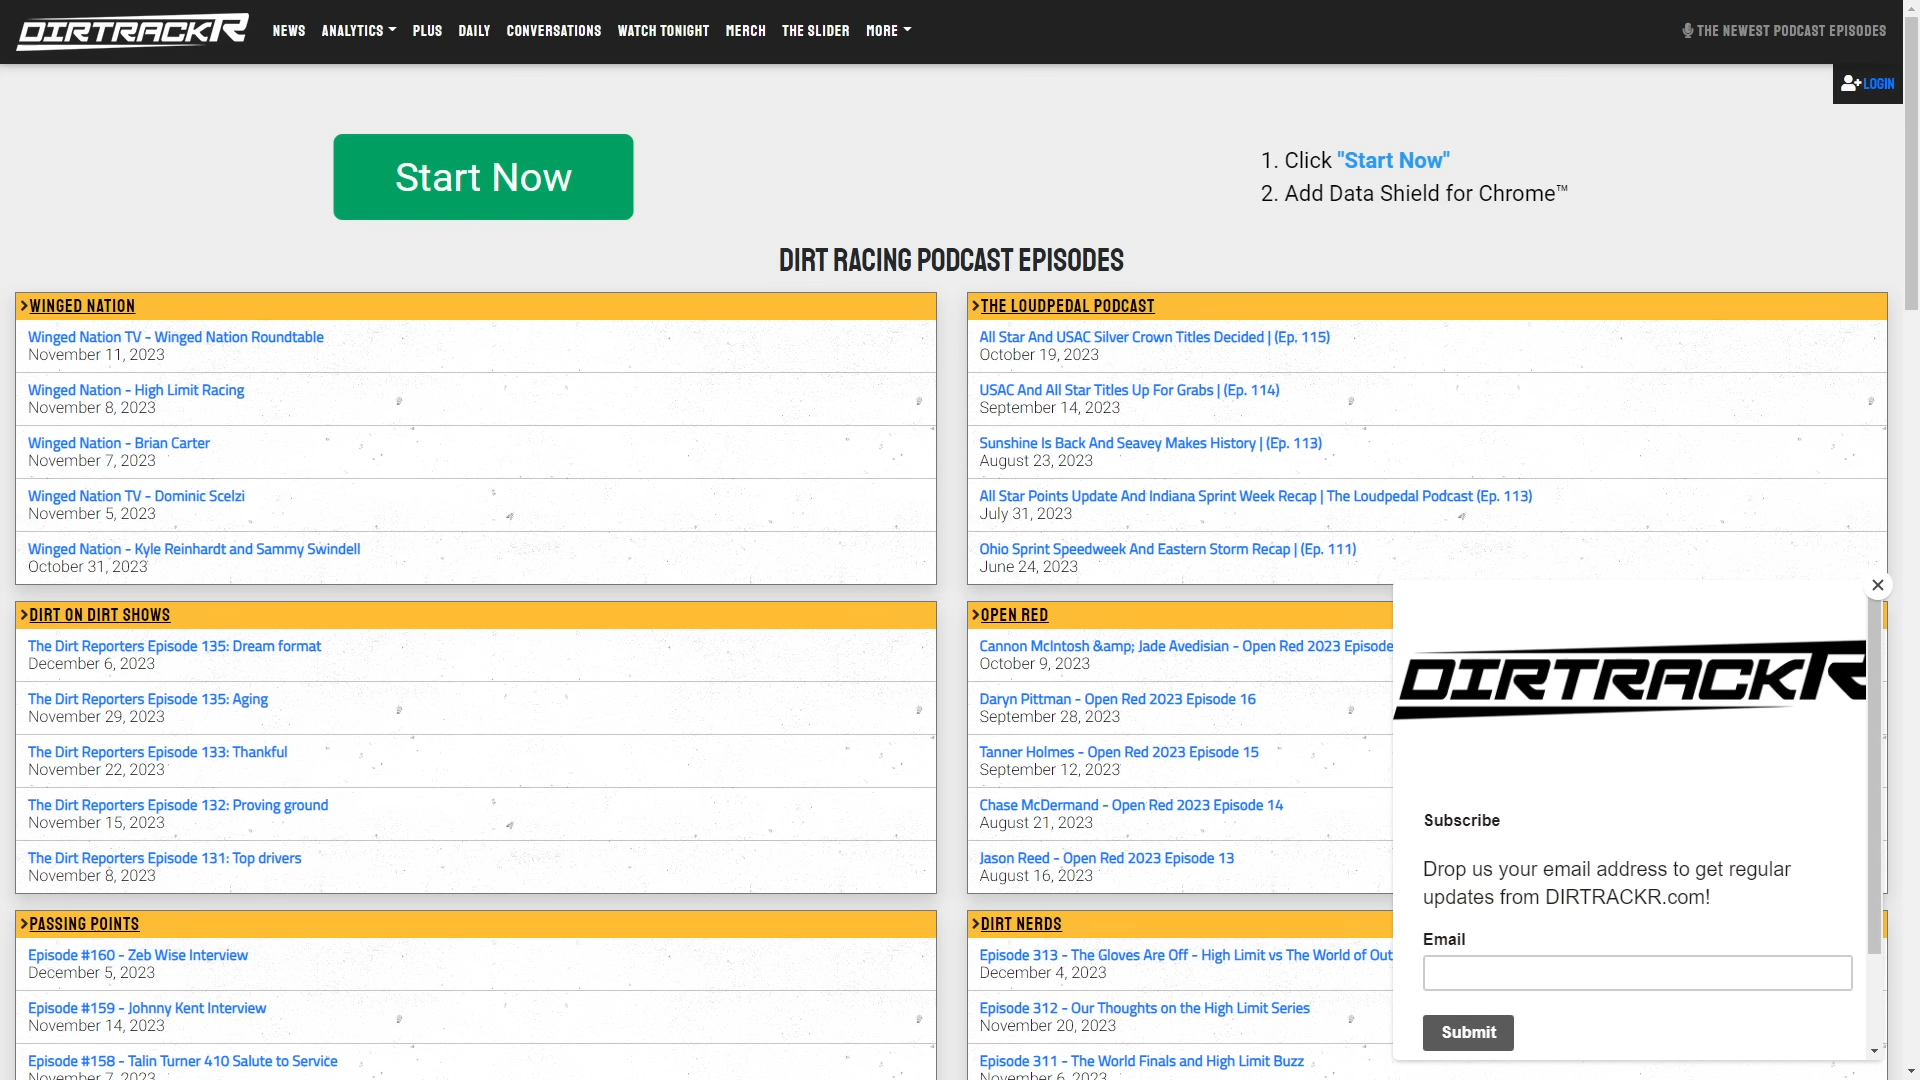 DIRTRACKR
NEWS
ANALYTICS
PLUS
DAILY
CONVERSATIONS
WATCH TONIGHT
MERCH
THE SLIDER
MORE
THE NEWEST PODCAST EPISODES
LOGIN
Start Now
1. Click "Start Now"
2. Add Data Shield for Chrome™
DIRT RACING PODCAST EPISODES
WINGED NATION
Winged Nation TV - Winged Nation Roundtable
November 11, 2023
Winged Nation - High Limit Racing
November 8, 2023
Winged Nation - Brian Carter
November 7, 2023
Winged Nation TV - Dominic Scelzi
November 5, 2023
Winged Nation - Kyle Reinhardt and Sammy Swindell
October 31, 2023
THE LOUDPEDAL PODCAST
All Star And USAC Silver Crown Titles Decided | (Ep. 115)
October 19, 2023
USAC And All Star Titles Up For Grabs | (Ep. 114)
September 14, 2023
Sunshine Is Back And Seavey Makes History | (Ep. 113)
August 23, 2023
All Star Points Update And Indiana Sprint Week Recap | The Loudpedal Podcast (Ep. 113)
July 31, 2023
Ohio Sprint Speedweek And Eastern Storm Recap | (Ep. 111)
June 24, 2023
DIRT ON DIRT SHOWS
The Dirt Reporters Episode 135: Dream format
December 6, 2023
The Dirt Reporters Episode 135: Aging
November 29, 2023
The Dirt Reporters Episode 133: Thankful
November 22, 2023
The Dirt Reporters Episode 132: Proving ground
November 15, 2023
The Dirt Reporters Episode 131: Top drivers
November 8, 2023
OPEN RED
Cannon McIntosh &amp; Jade Avedisian - Open Red 2023 Episode
October 9, 2023
Daryn Pittman - Open Red 2023 Episode 16
September 28, 2023
Tanner Holmes - Open Red 2023 Episode 15
September 12, 2023
Chase McDermand - Open Red 2023 Episode 14
August 21, 2023
Jason Reed - Open Red 2023 Episode 13
August 16, 2023
PASSING POINTS
Episode #160 - Zeb Wise Interview
December 5, 2023
Episode #159 - Johnny Kent Interview
November 14, 2023
Episode #158 - Talin Turner 410 Salute to Service
November 7, 2023
DIRT NERDS
Episode 313 - The Gloves Are Off - High Limit vs The World of Out
December 4, 2023
Episode 312 - Our Thoughts on the High Limit Series
November 20, 2023
Episode 311 - The World Finals and High Limit Buzz
November 6, 2023
DIRTRACKR
Subscribe
Drop us your email address to get regular
updates from DIRTRACKR.com!
Email
Submit